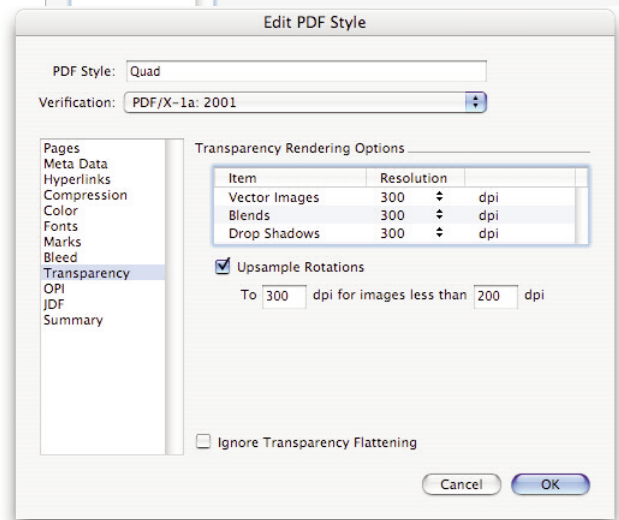 Edit PDF Style
PDF Style: Quad
Verification: PDF/X-1a: 2001
Pages
Meta Data
Hyperlinks
Compression
Color
Fonts
Marks
Bleed
Transparency
OPI
JDF
Summary
Transparency Rendering Options
Item Resolution
Vector Images 300 dpi
Blends 300 dpi
Drop Shadows 300 dpi
Upsample Rotations
To 300 dpi for images less than 200 dpi
Ignore Transparency Flattening
Cancel OK